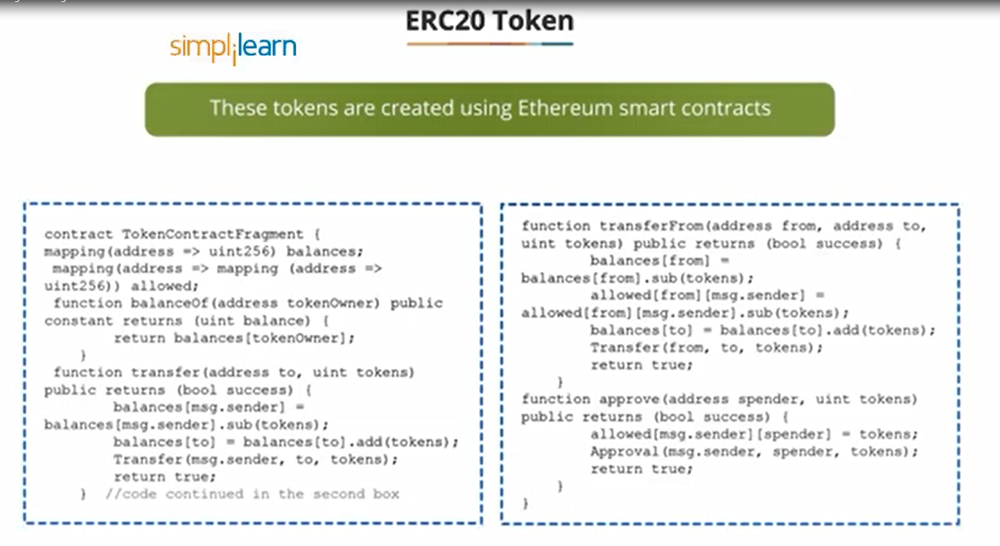 ERC20 Token
simplilearn
These tokens are created using Ethereum smart contracts
contract TokenContractFragment {
mapping(address => uint256) balances;
mapping(address => mapping (address =>
uint256)) allowed;
function balanceOf(address tokenOwner) public
constant returns (uint balance) {
return balances[tokenOwner];
}
function transfer(address to, uint tokens)
public returns (bool success) {
balances[msg.sender] =
balances[msg.sender].sub(tokens);
balances[to] = balances[to].add(tokens);
Transfer(msg.sender, to, tokens);
return true;
} //code continued in the second box
function transferFrom(address from, address to,
uint tokens) public returns (bool success) {
balances[from] =
balances[from].sub(tokens);
allowed[from][msg.sender] =
allowed[from][msg.sender].sub(tokens);
balances[to] = balances[to].add(tokens);
Transfer(from, to, tokens);
return true;
}
function approve(address spender, uint tokens)
public returns (bool success) {
allowed[msg.sender][spender] = tokens;
Approval(msg.sender, spender, tokens);
return true;
}
}